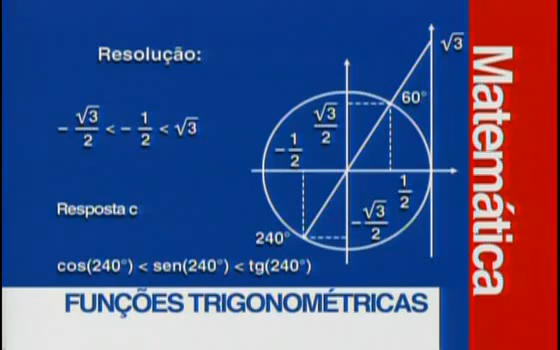 Resolução:
- √3/2 < - 1/2 < √3
Resposta c
cos(240°) < sen(240°) < tg(240°)
√3
60°
√3/2
- 1/2
1/2
- √3/2
240°
FUNÇÕES TRIGONOMÉTRICAS
Matemática